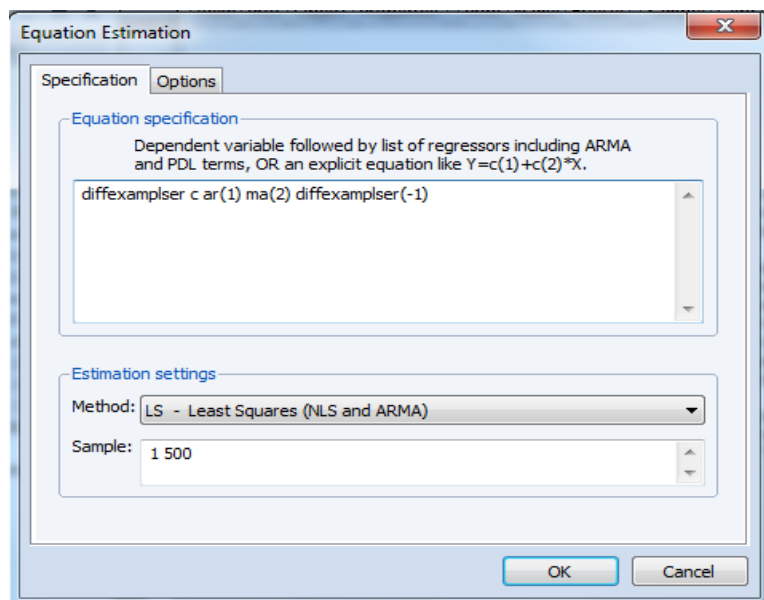 Equation Estimation
Specification
Options
Equation specification
Dependent variable followed by list of regressors including ARMA
and PDL terms, OR an explicit equation like Y=c(1)+c(2)*X.
diffexamplser c ar(1) ma(2) diffexamplser(-1)
Estimation settings
Method: LS - Least Squares (NLS and ARMA)
Sample: 1 500
OK
Cancel